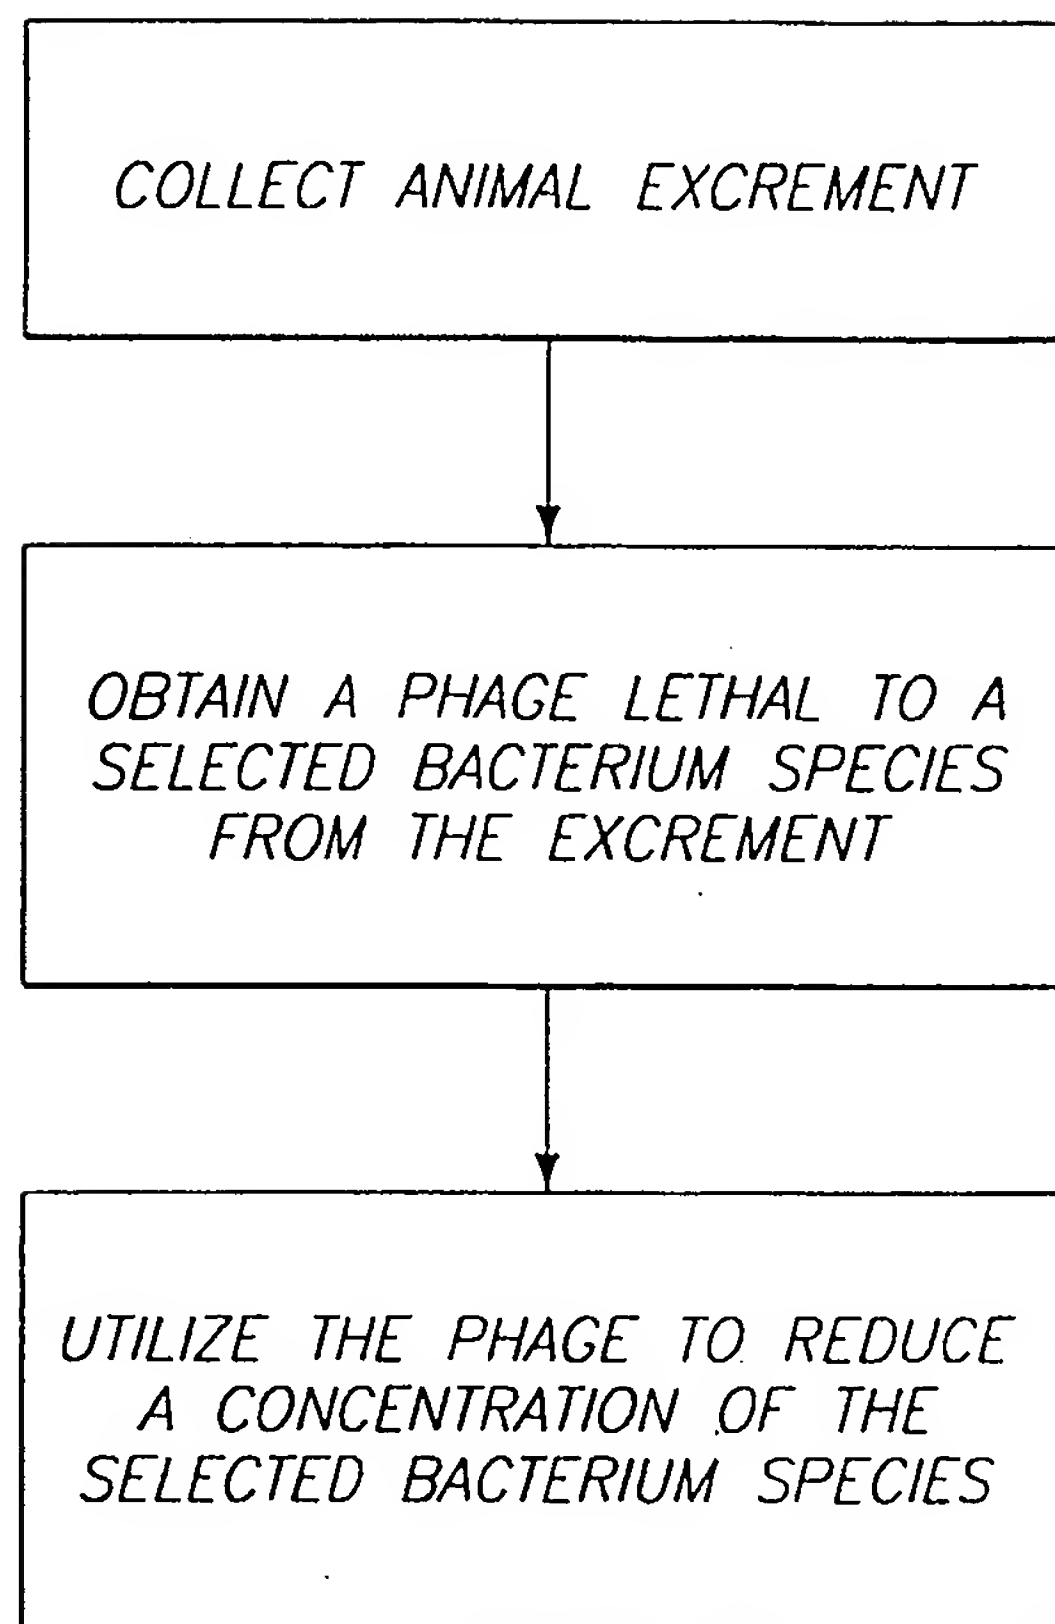 COLLECT ANIMAL EXCREMENT
OBTAIN A PHAGE LETHAL TO A
SELECTED BACTERIUM SPECIES
FROM THE EXCREMENT
UTILIZE THE PHAGE TO REDUCE
A CONCENTRATION OF THE
SELECTED BACTERIUM SPECIES